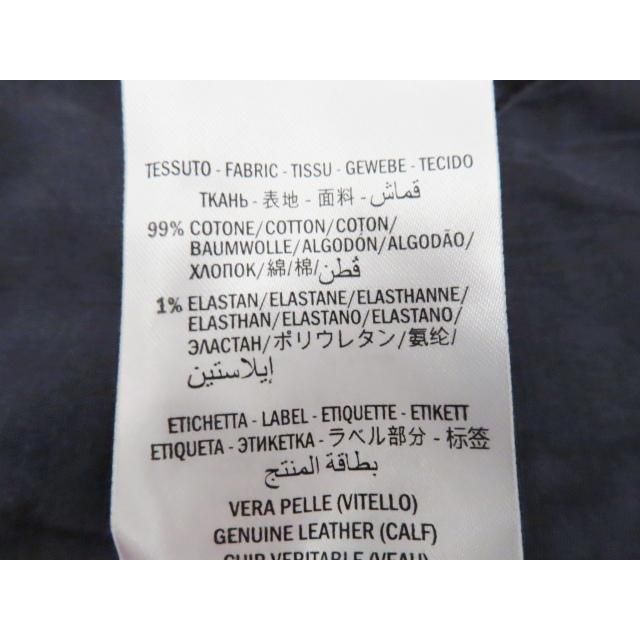 TESSUTO - FABRIC - TISSU - GEWEBE - TECIDO
ТКАНЬ - 表地 - 面料 - قماش
99% COTONE/COTTON/COTON/
BAUMWOLLE/ALGODÓN/ALGODÃO/
ХЛОПОК/綿/棉/قطن
1% ELASTAN/ELASTANE/ELASTHANNE/
ELASTHAN/ELASTANO/ELASTANO/
ЭЛАСТАН/ポリウレタン/氨纶/
إيلاستين
ETICHETTA - LABEL - ETIQUETTE - ETIKETT
ETIQUETA - ЭТИКЕТКА - ラベル部分 - 标签
بطاقة المنتج
VERA PELLE (VITELLO)
GENUINE LEATHER (CALF)
CUIR VERITABLE (VEAU)